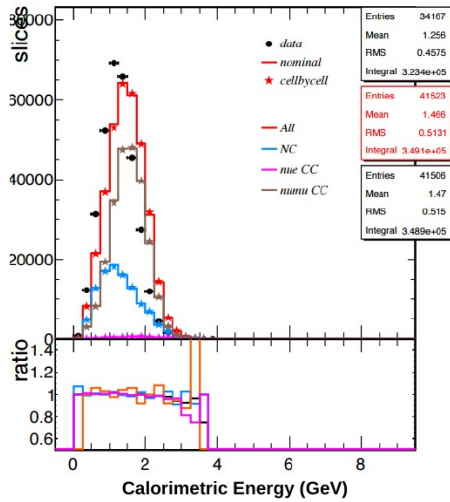 slices
35000
50000
40000
20000
0
data
nominal
cellbycell
All
NC
nue CC
numu CC
Entries 34167
Mean 1.256
RMS 0.4575
Integral 3.234e+05
Entries 41523
Mean 1.466
RMS 0.5131
Integral 3.491e+05
Entries 41506
Mean 1.47
RMS 0.515
Integral 3.489e+05
ratio
1.4
1.2
1
0.8
0.6
0 2 4 6 8
Calorimetric Energy (GeV)